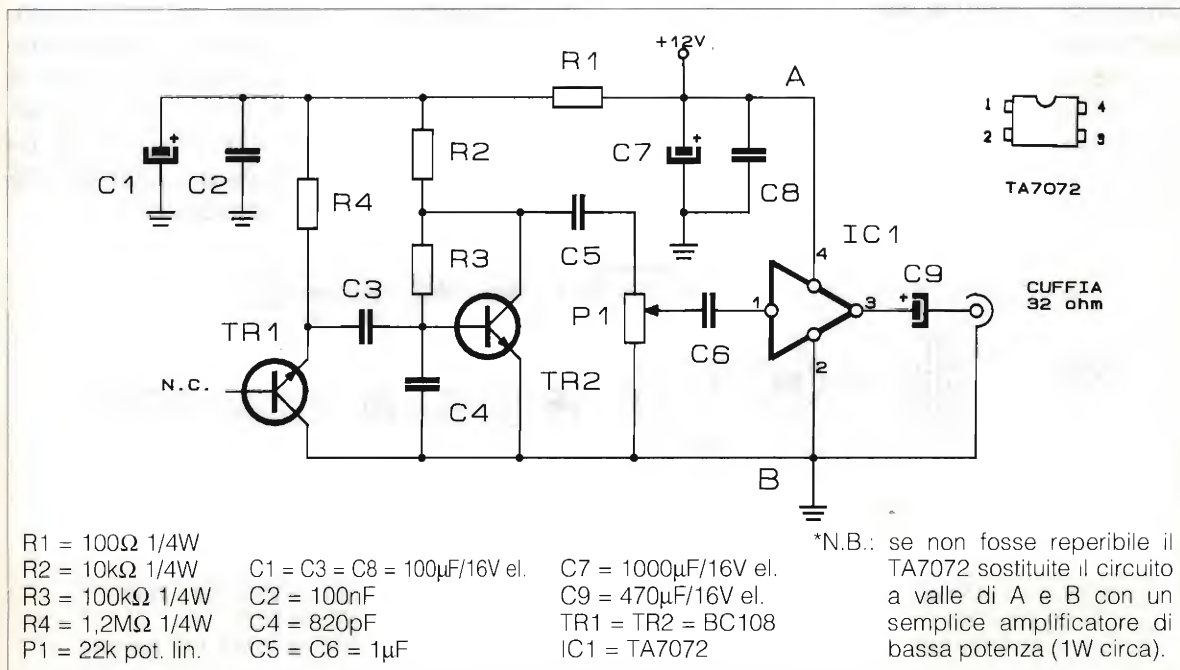 +12V
R1
A
R2
C7
C1
C2
R4
C8
1
4
2
3
TA7072
C5
IC1
4
R3
C3
C9
+
CUFFIA
32 ohm
P1
1
3
TR1
C6
2
TR2
N.C.
C4
B
R1 = 100Ω 1/4W
R2 = 10kΩ 1/4W
R3 = 100kΩ 1/4W
R4 = 1,2MΩ 1/4W
P1 = 22k pot. lin.
C1 = C3 = C8 = 100µF/16V el.
C2 = 100nF
C4 = 820pF
C5 = C6 = 1µF
C7 = 1000µF/16V el.
C9 = 470µF/16V el.
TR1 = TR2 = BC108
IC1 = TA7072
*N.B.: se non fosse reperibile il
TA7072 sostituite il circuito
a valle di A e B con un
semplice amplificatore di
bassa potenza (1W circa).